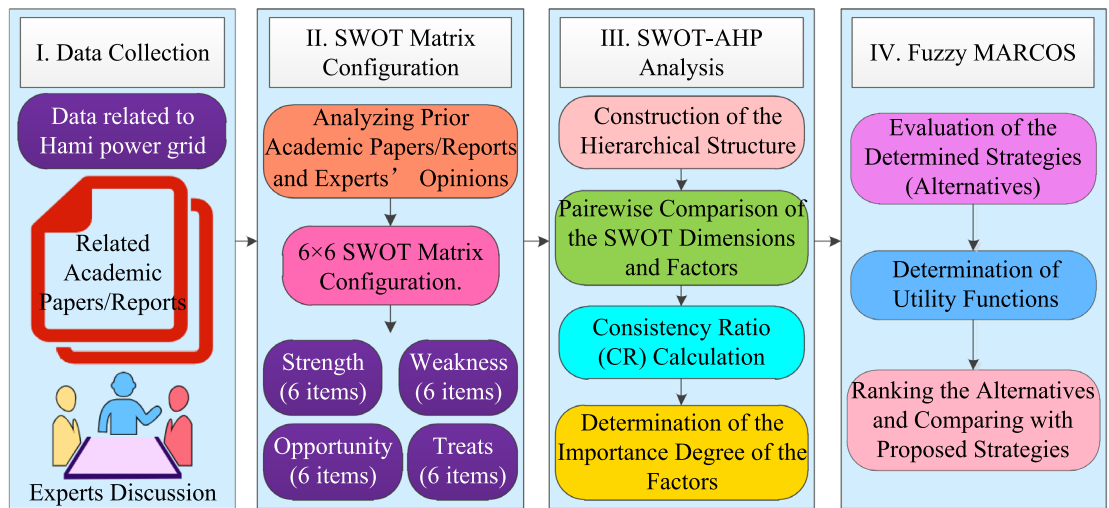 I. Data Collection
Data related to
Hami power grid
Related
Academic
Papers/Reports
Experts Discussion
II. SWOT Matrix
Configuration
Analyzing Prior
Academic Papers/Reports
and Experts’ Opinions
6×6 SWOT Matrix
Configuration.
Strength
(6 items)
Weakness
(6 items)
Opportunity
(6 items)
Treats
(6 items)
III. SWOT-AHP
Analysis
Construction of the
Hierarchical Structure
Pairewise Comparison of
the SWOT Dimensions
and Factors
Consistency Ratio
(CR) Calculation
Determination of the
Importance Degree of the
Factors
IV. Fuzzy MARCOS
Evaluation of the
Determined Strategies
(Alternatives)
Determination of
Utility Functions
Ranking the Alternatives
and Comparing with
Proposed Strategies